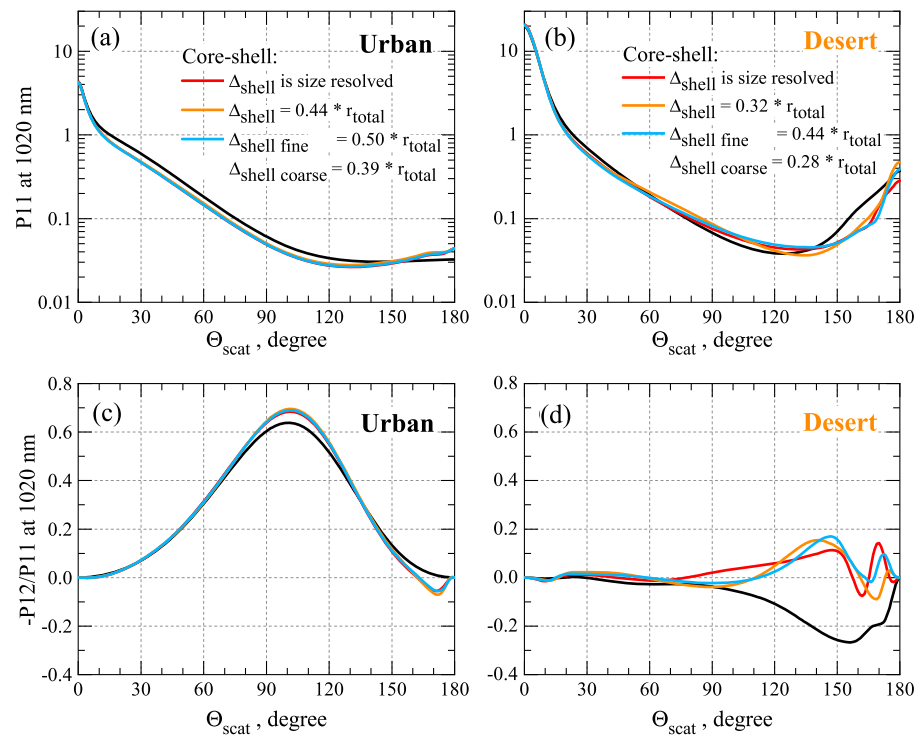 (a)
Urban
Core-shell:
Δshell is size resolved
Δshell = 0.44 * rtotal
Δshell fine = 0.50 * rtotal
Δshell coarse = 0.39 * rtotal
10
1
0.1
0.01
P11 at 1020 nm
0 30 60 90 120 150 180
Θscat , degree
(b)
Desert
Core-shell:
Δshell is size resolved
Δshell = 0.32 * rtotal
Δshell fine = 0.44 * rtotal
Δshell coarse = 0.28 * rtotal
10
1
0.1
0.01
0 30 60 90 120 150 180
Θscat , degree
(c)
Urban
0.8
0.6
0.4
0.2
0.0
-0.2
-0.4
-P12/P11 at 1020 nm
0 30 60 90 120 150 180
Θscat , degree
(d)
Desert
0.8
0.6
0.4
0.2
0.0
-0.2
-0.4
0 30 60 90 120 150 180
Θscat , degree